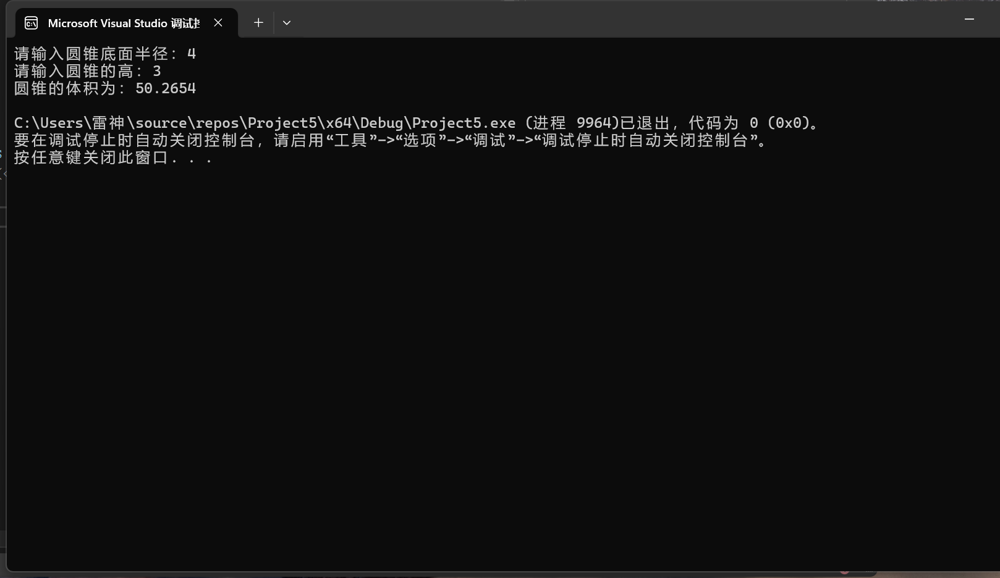 Microsoft Visual Studio 调试
请输入圆锥底面半径：4
请输入圆锥的高：3
圆锥的体积为：50.2654
C:\Users\雷神\source\repos\Project5\x64\Debug\Project5.exe (进程 9964)已退出，代码为 0 (0x0)。
要在调试停止时自动关闭控制台，请启用“工具”->“选项”->“调试”->“调试停止时自动关闭控制台”。
按任意键关闭此窗口. . .